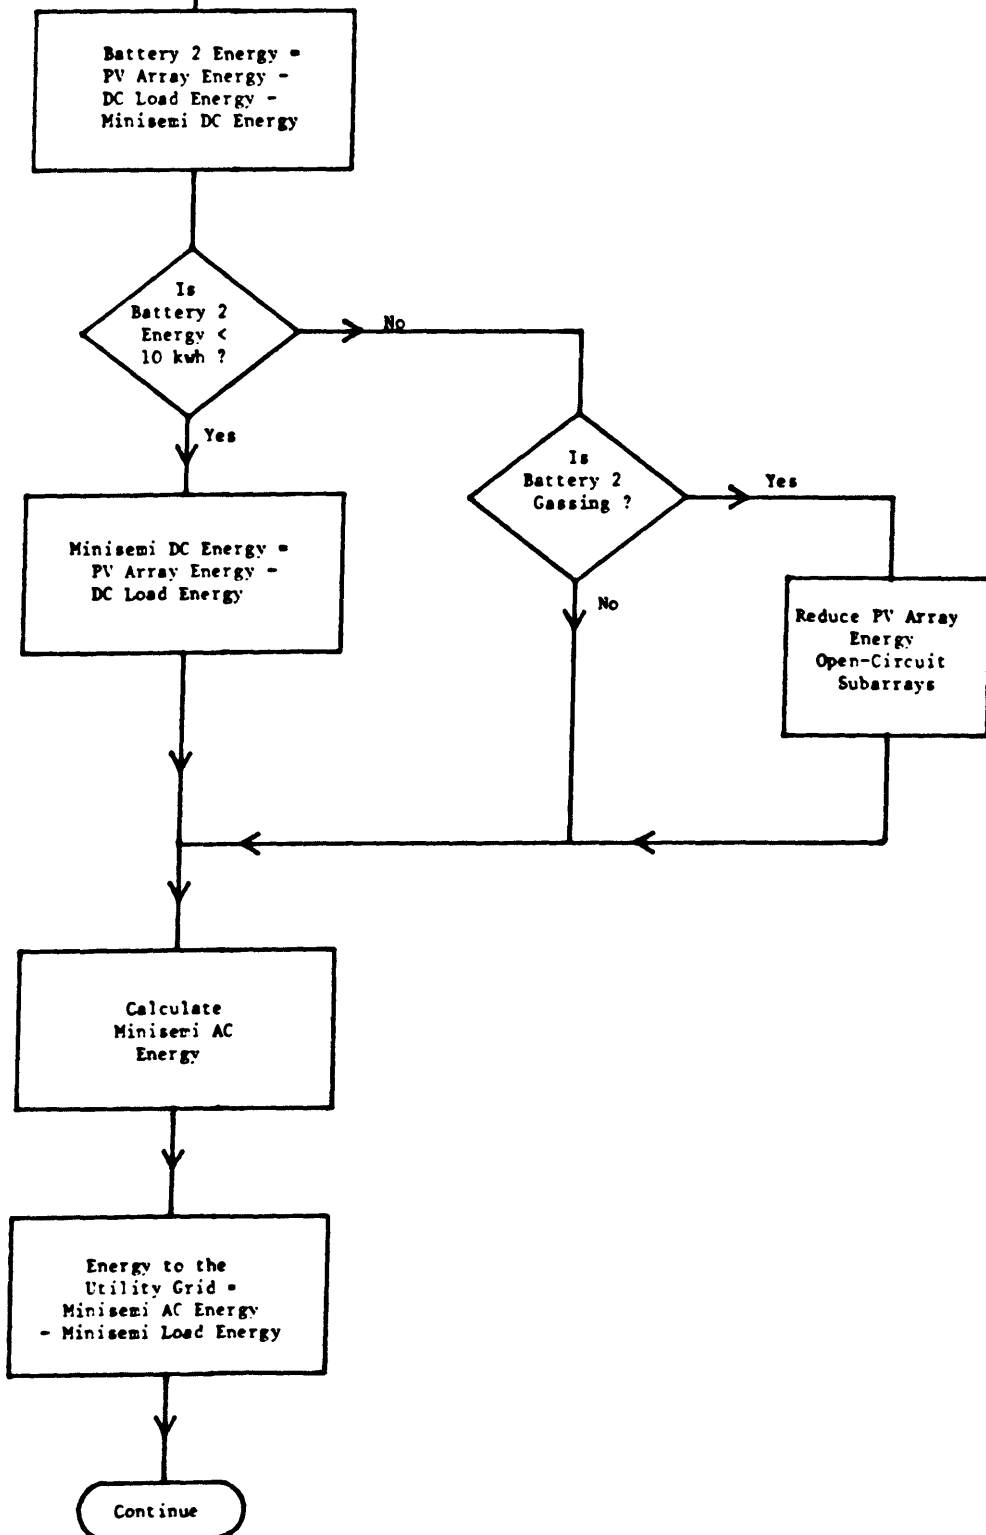 Battery 2 Energy =
PV Array Energy -
DC Load Energy -
Minisemi DC Energy
Is
Battery 2
Energy <
10 kwh ?
No
Yes
Is
Battery 2
Gassing ?
Yes
Minisemi DC Energy =
PV Array Energy -
DC Load Energy
No
Reduce PV Array
Energy
Open-Circuit
Subarrays
Calculate
Minisemi AC
Energy
Energy to the
Utility Grid =
Minisemi AC Energy
- Minisemi Load Energy
Continue